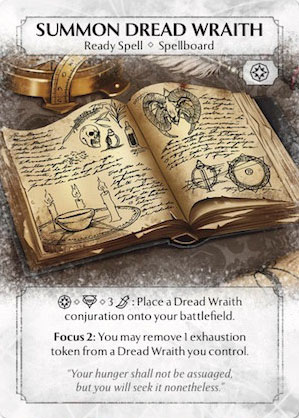 SUMMON DREAD WRAITH
Ready Spell ◇ Spellboard
◇ ◇ 3 : Place a Dread Wraith
conjuration onto your battlefield.
Focus 2: You may remove 1 exhaustion
token from a Dread Wraith you control.
"Your hunger shall not be assuaged,
but you will seek it nonetheless."